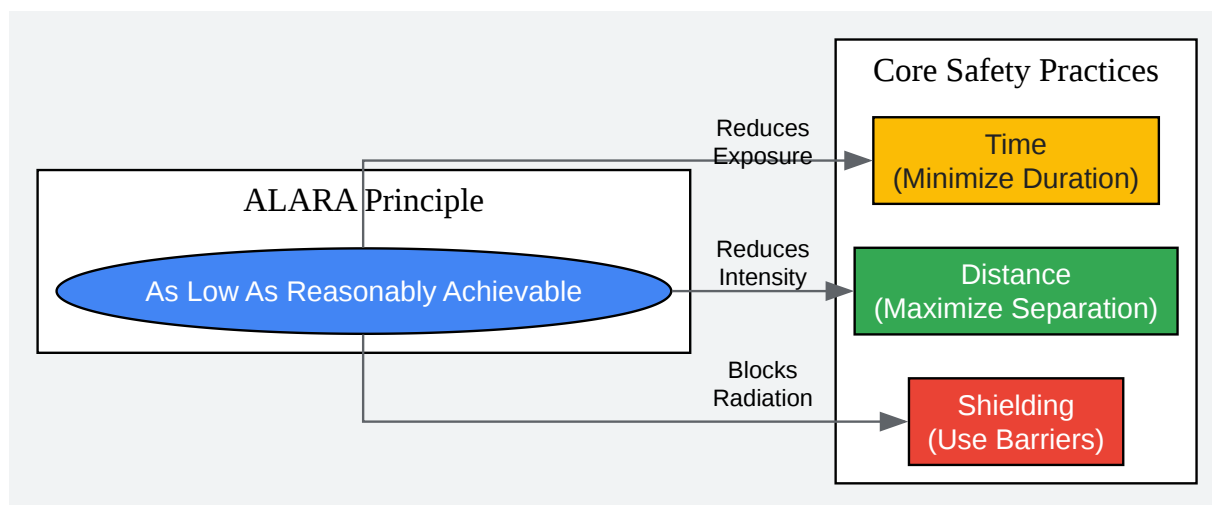 ALARA Principle
As Low As Reasonably Achievable
Reduces
Exposure
Reduces
Intensity
Blocks
Radiation
Core Safety Practices
Time
(Minimize Duration)
Distance
(Maximize Separation)
Shielding
(Use Barriers)